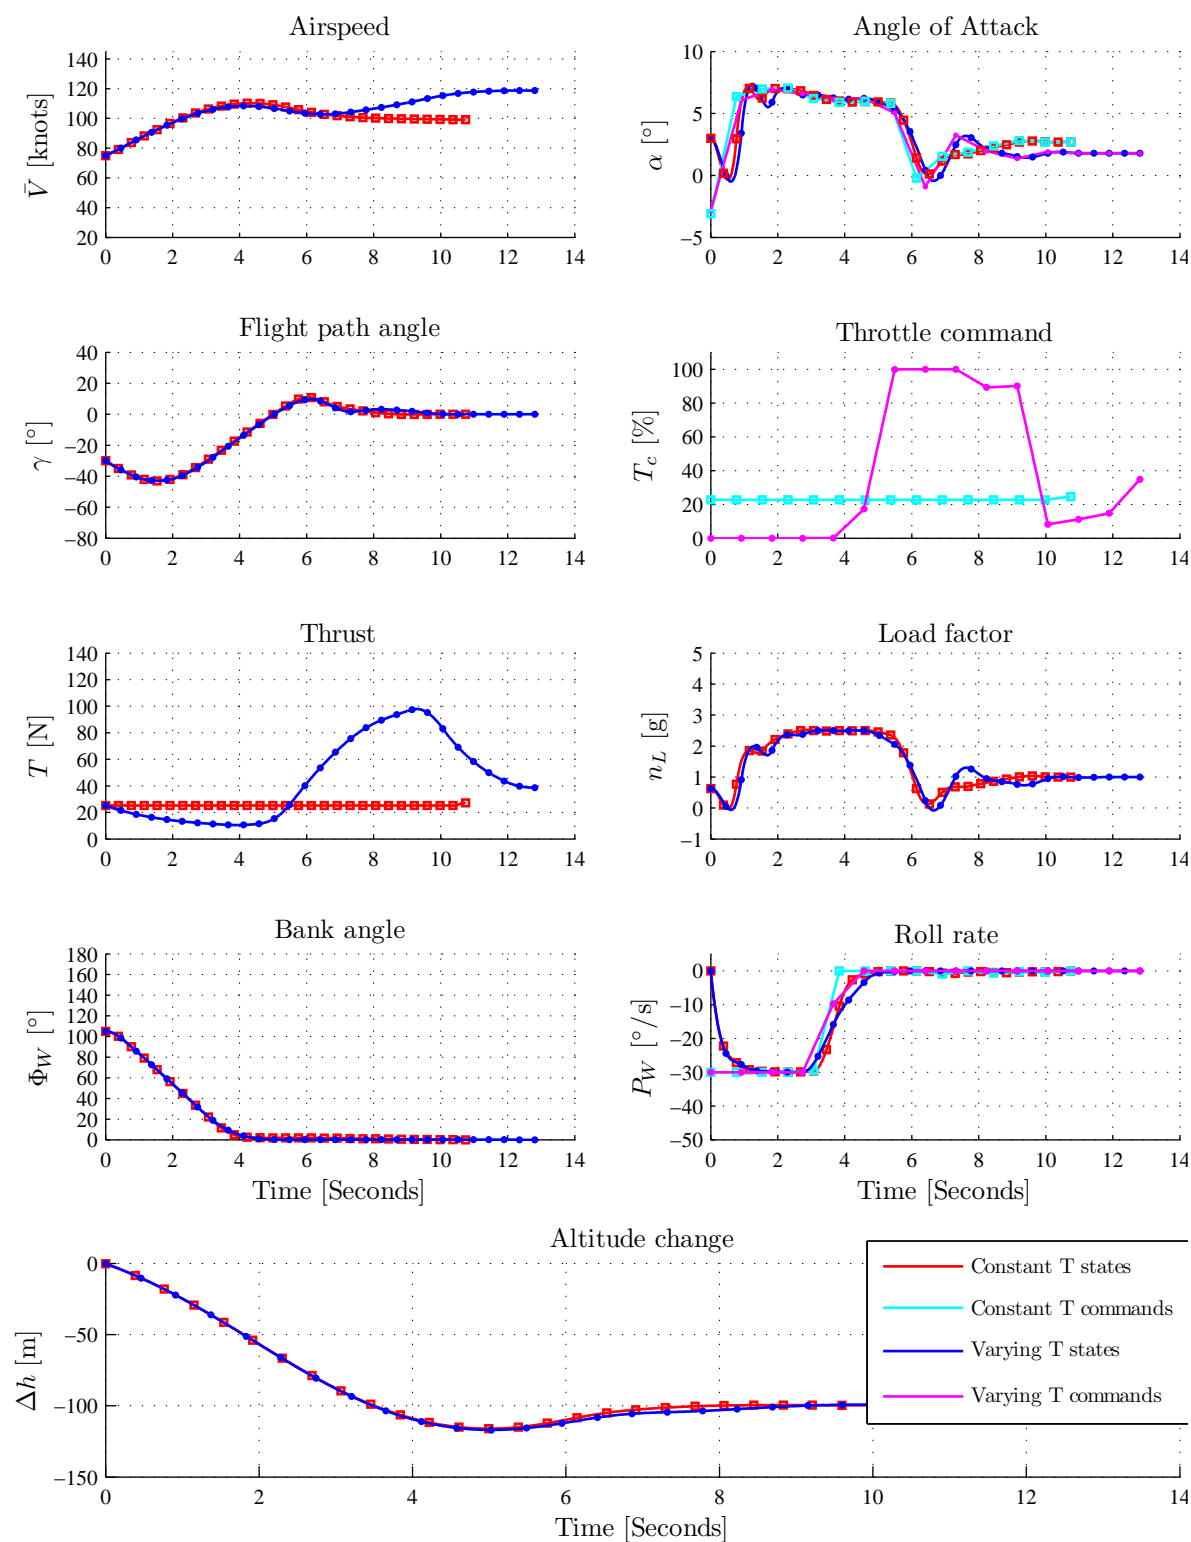 Airspeed
V̄ [knots]
140
120
100
80
60
40
20
0 2 4 6 8 10 12 14
Angle of Attack
α [°]
10
5
0
−5
0 2 4 6 8 10 12 14
Flight path angle
γ [°]
40
20
0
−20
−40
−60
−80
0 2 4 6 8 10 12 14
Throttle command
T_c [%]
100
80
60
40
20
0
0 2 4 6 8 10 12 14
Thrust
T [N]
140
120
100
80
60
40
20
0
0 2 4 6 8 10 12 14
Load factor
n_L [g]
5
4
3
2
1
0
−1
0 2 4 6 8 10 12 14
Bank angle
Φ_W [°]
180
160
140
120
100
80
60
40
20
0
0 2 4 6 8 10 12 14
Time [Seconds]
Roll rate
P_W [°/s]
0
−10
−20
−30
−40
−50
0 2 4 6 8 10 12 14
Time [Seconds]
Altitude change
Δh [m]
0
−50
−100
−150
0 2 4 6 8 10 12 14
Time [Seconds]
Constant T states
Constant T commands
Varying T states
Varying T commands